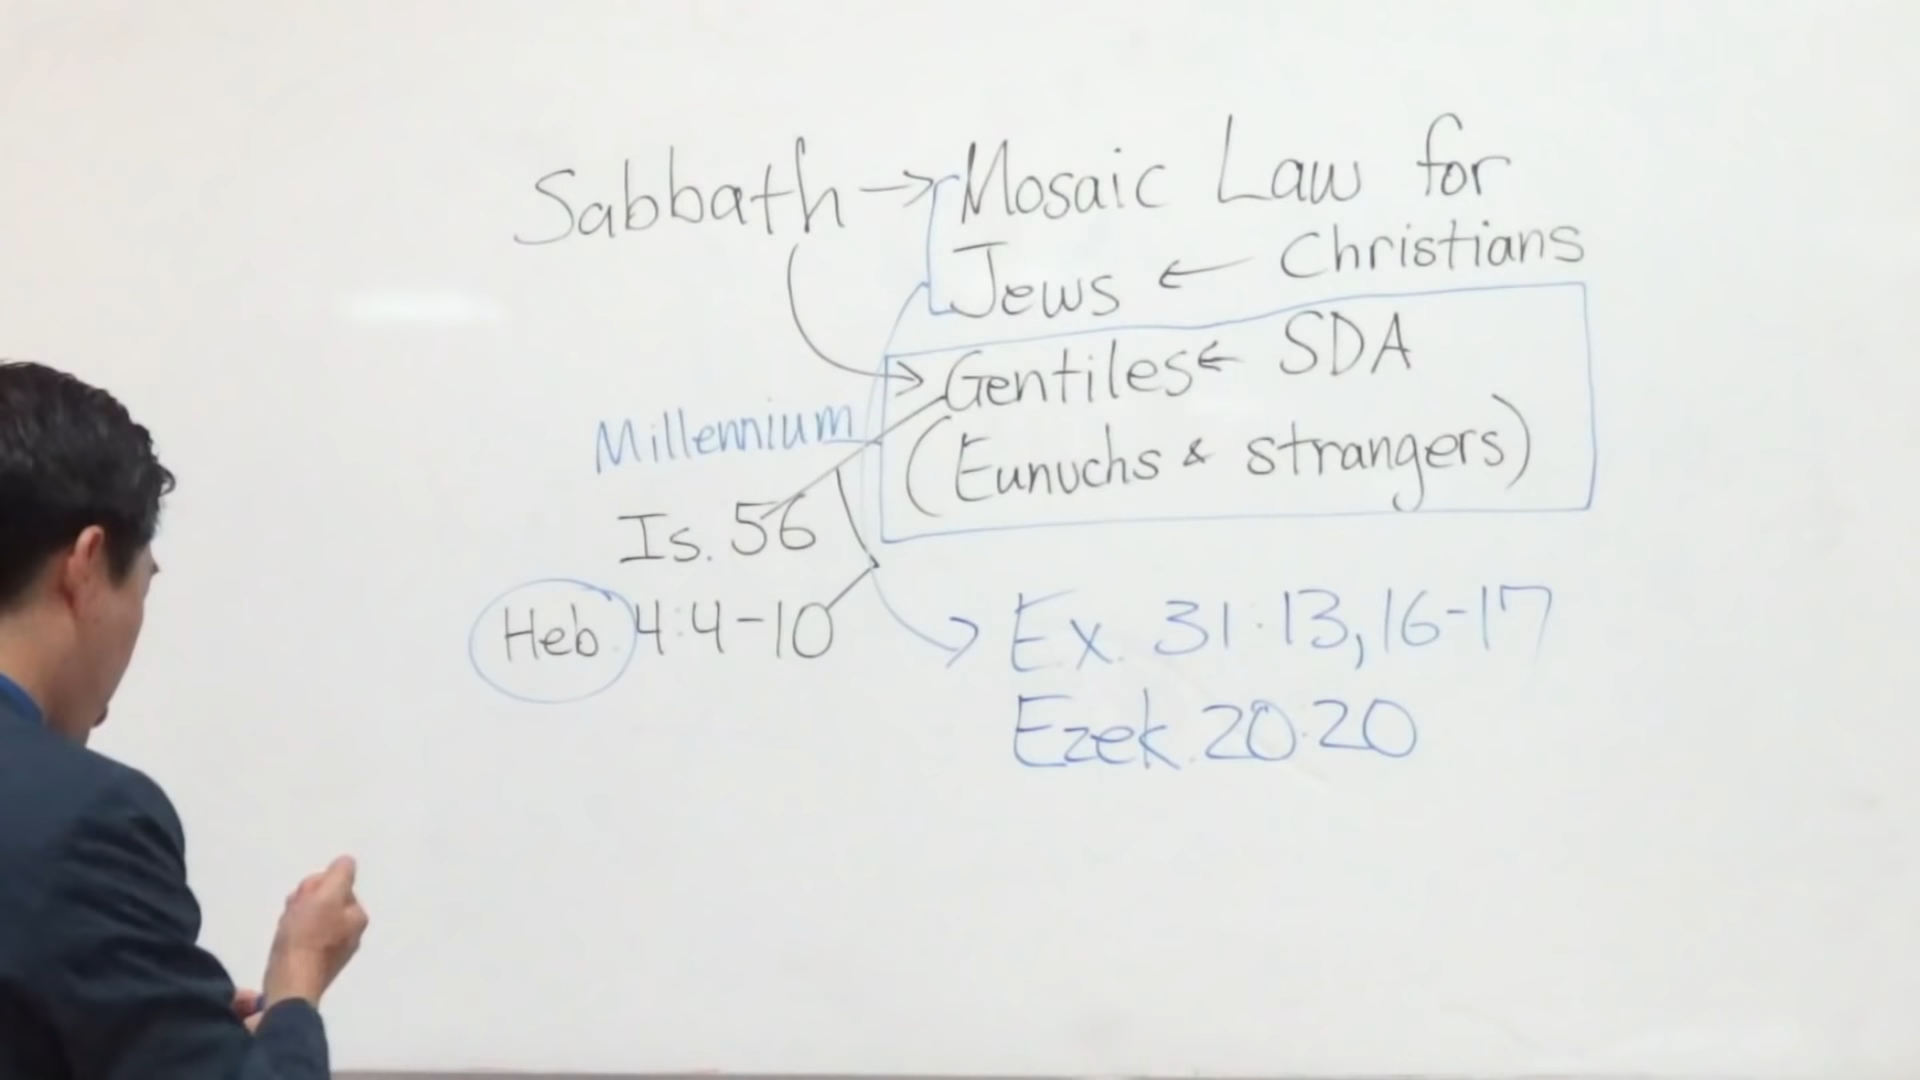 Sabbath → Mosaic Law for
Jews ← Christians
Gentiles ← SDA
(Eunuchs & strangers)
Millennium
Is. 56
Heb 4:4-10
Ex. 31:13, 16-17
Ezek. 20:20